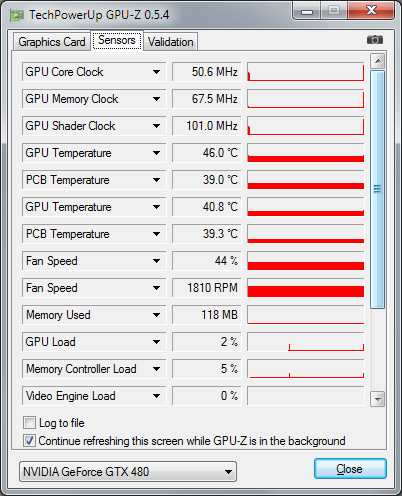 TechPowerUp GPU-Z 0.5.4
Graphics Card Sensors Validation
GPU Core Clock 50.6 MHz
GPU Memory Clock 67.5 MHz
GPU Shader Clock 101.0 MHz
GPU Temperature 46.0 °C
PCB Temperature 39.0 °C
GPU Temperature 40.8 °C
PCB Temperature 39.3 °C
Fan Speed 44 %
Fan Speed 1810 RPM
Memory Used 118 MB
GPU Load 2 %
Memory Controller Load 5 %
Video Engine Load 0 %
Log to file
Continue refreshing this screen while GPU-Z is in the background
NVIDIA GeForce GTX 480 Close